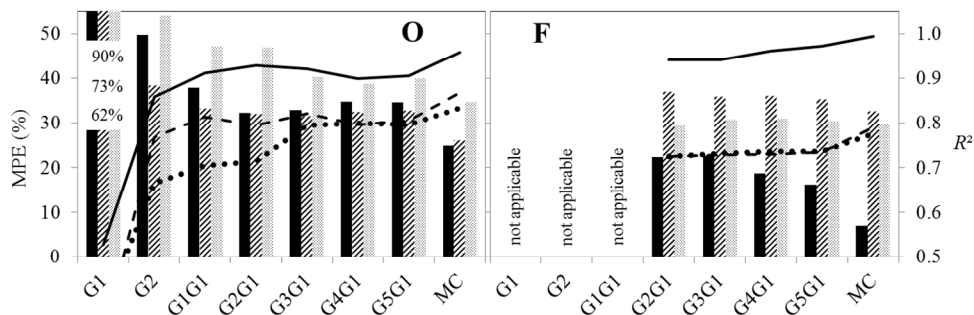 MPE (%)
50
40
30
20
10
0
90%
73%
62%
O
G1
G2
G1G1
G2G1
G3G1
G4G1
G5G1
MC
F
not applicable
not applicable
not applicable
G1
G2
G1G1
G2G1
G3G1
G4G1
G5G1
MC
1.0
0.9
0.8
0.7
0.6
0.5
R²